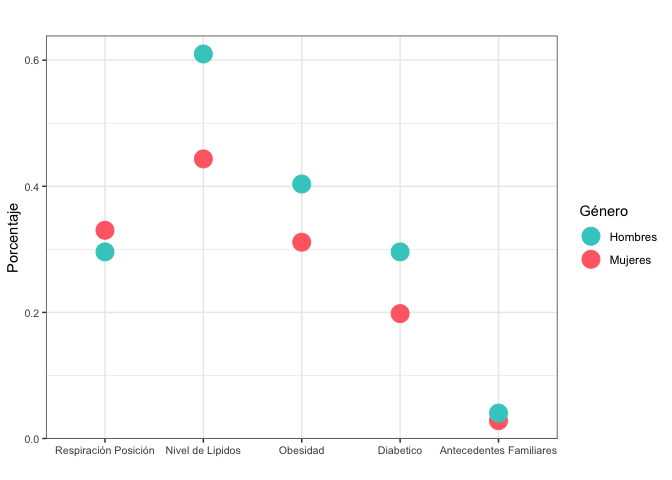 Porcentaje
0.6
0.4
0.2
0.0
Respiración Posición Nivel de Lipidos Obesidad Diabetico Antecedentes Familiares
Género
Hombres
Mujeres